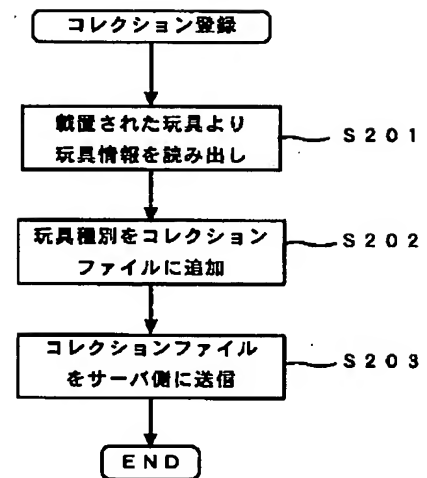 コレクション登録
載置された玩具より
玩具情報を読み出し
S201
玩具種別をコレクション
ファイルに追加
S202
コレクションファイル
をサーバ側に送信
S203
END